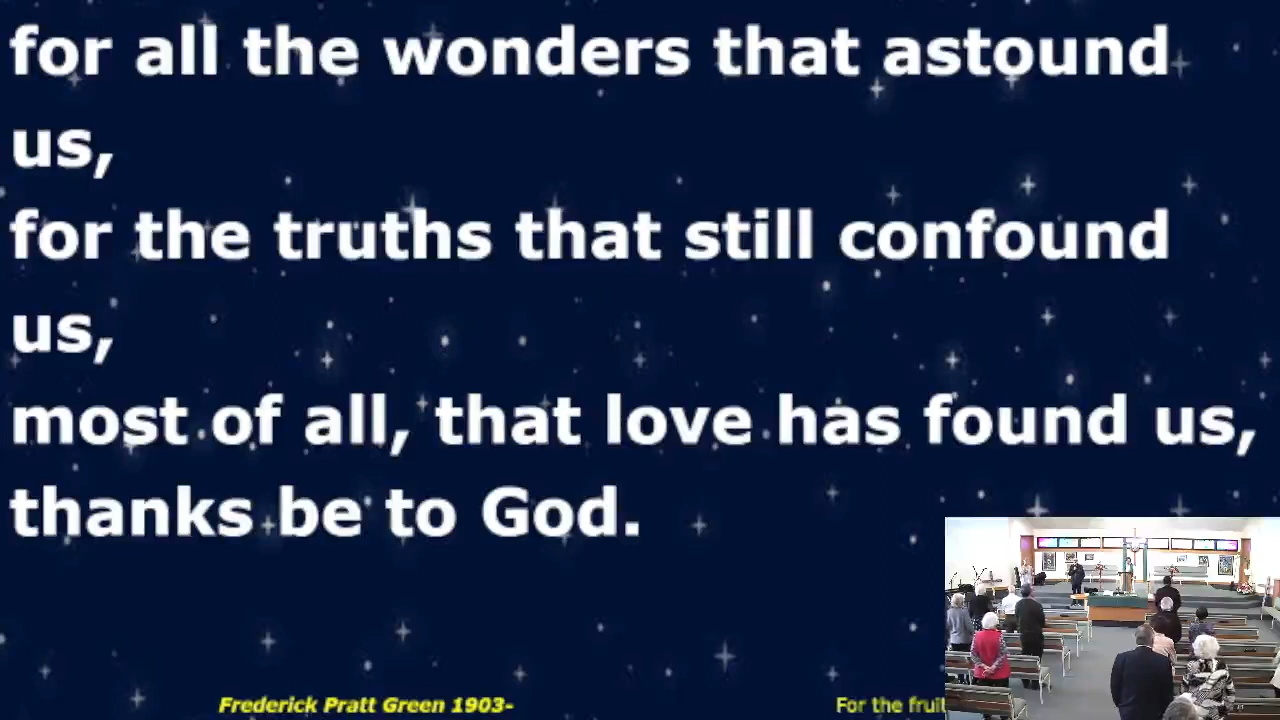 for all the wonders that astound
us,
for the truths that still confound
us,
most of all, that love has found us,
thanks be to God.
Frederick Pratt Green 1903-
For the fruit